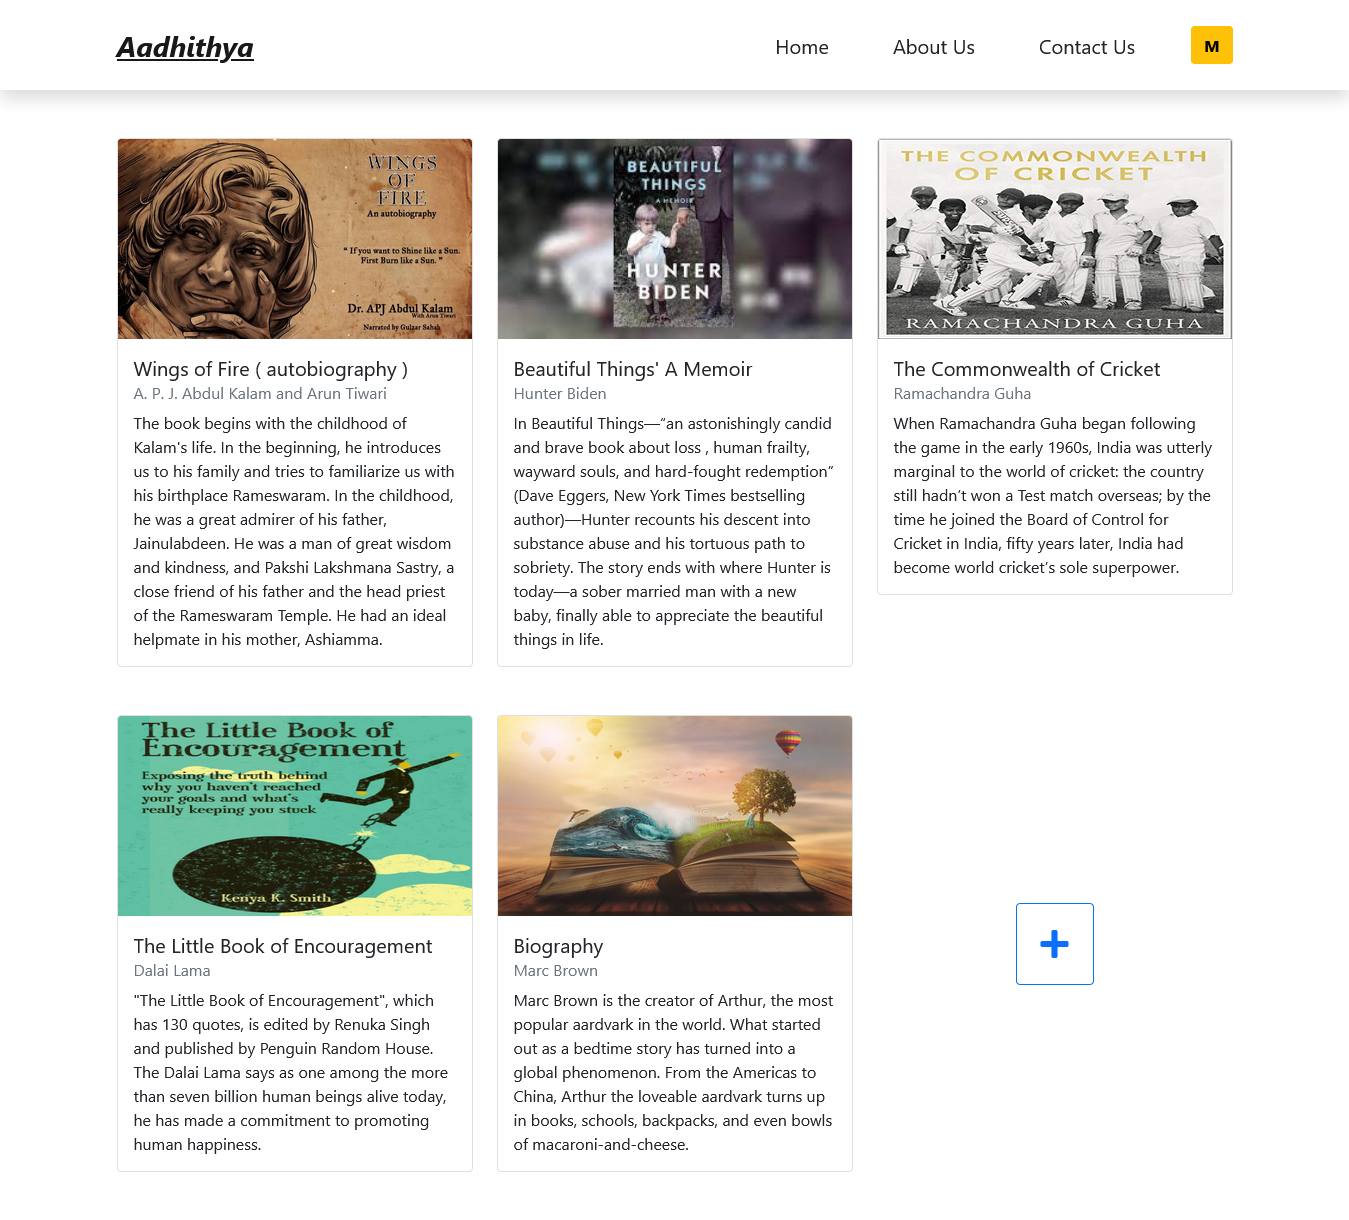 Aadhithya
Home
About Us
Contact Us
M
WINGS
OF
FIRE
An autobiography
“ If you want to Shine like a Sun.
First Burn like a Sun. ”
Dr. APJ Abdul Kalam
With Arun Tiwari
Narrated by Gulzar Sahab
Wings of Fire ( autobiography )
A. P. J. Abdul Kalam and Arun Tiwari
The book begins with the childhood of
Kalam's life. In the beginning, he introduces
us to his family and tries to familiarize us with
his birthplace Rameswaram. In the childhood,
he was a great admirer of his father,
Jainulabdeen. He was a man of great wisdom
and kindness, and Pakshi Lakshmana Sastry, a
close friend of his father and the head priest
of the Rameswaram Temple. He had an ideal
helpmate in his mother, Ashiamma.
BEAUTIFUL
THINGS
A MEMOIR
HUNTER
BIDEN
Beautiful Things' A Memoir
Hunter Biden
In Beautiful Things—“an astonishingly candid
and brave book about loss , human frailty,
wayward souls, and hard-fought redemption”
(Dave Eggers, New York Times bestselling
author)—Hunter recounts his descent into
substance abuse and his tortuous path to
sobriety. The story ends with where Hunter is
today—a sober married man with a new
baby, finally able to appreciate the beautiful
things in life.
THE COMMONWEALTH
OF CRICKET
RAMACHANDRA GUHA
The Commonwealth of Cricket
Ramachandra Guha
When Ramachandra Guha began following
the game in the early 1960s, India was utterly
marginal to the world of cricket: the country
still hadn’t won a Test match overseas; by the
time he joined the Board of Control for
Cricket in India, fifty years later, India had
become world cricket’s sole superpower.
The Little Book of
Encouragement
Exposing the truth behind
why you haven't reached
your goals and what's
really keeping you stuck
Kenya K. Smith
The Little Book of Encouragement
Dalai Lama
"The Little Book of Encouragement", which
has 130 quotes, is edited by Renuka Singh
and published by Penguin Random House.
The Dalai Lama says as one among the more
than seven billion human beings alive today,
he has made a commitment to promoting
human happiness.
Biography
Marc Brown
Marc Brown is the creator of Arthur, the most
popular aardvark in the world. What started
out as a bedtime story has turned into a
global phenomenon. From the Americas to
China, Arthur the loveable aardvark turns up
in books, schools, backpacks, and even bowls
of macaroni-and-cheese.